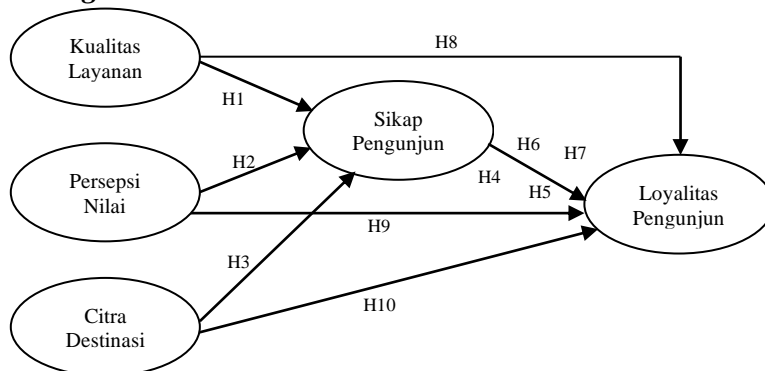 Kualitas
Layanan
H8
H1
Sikap
Pengunjun
H6
H7
H2
H4
H5
Persepsi
Nilai
Loyalitas
Pengunjun
H9
H3
H10
Citra
Destinasi